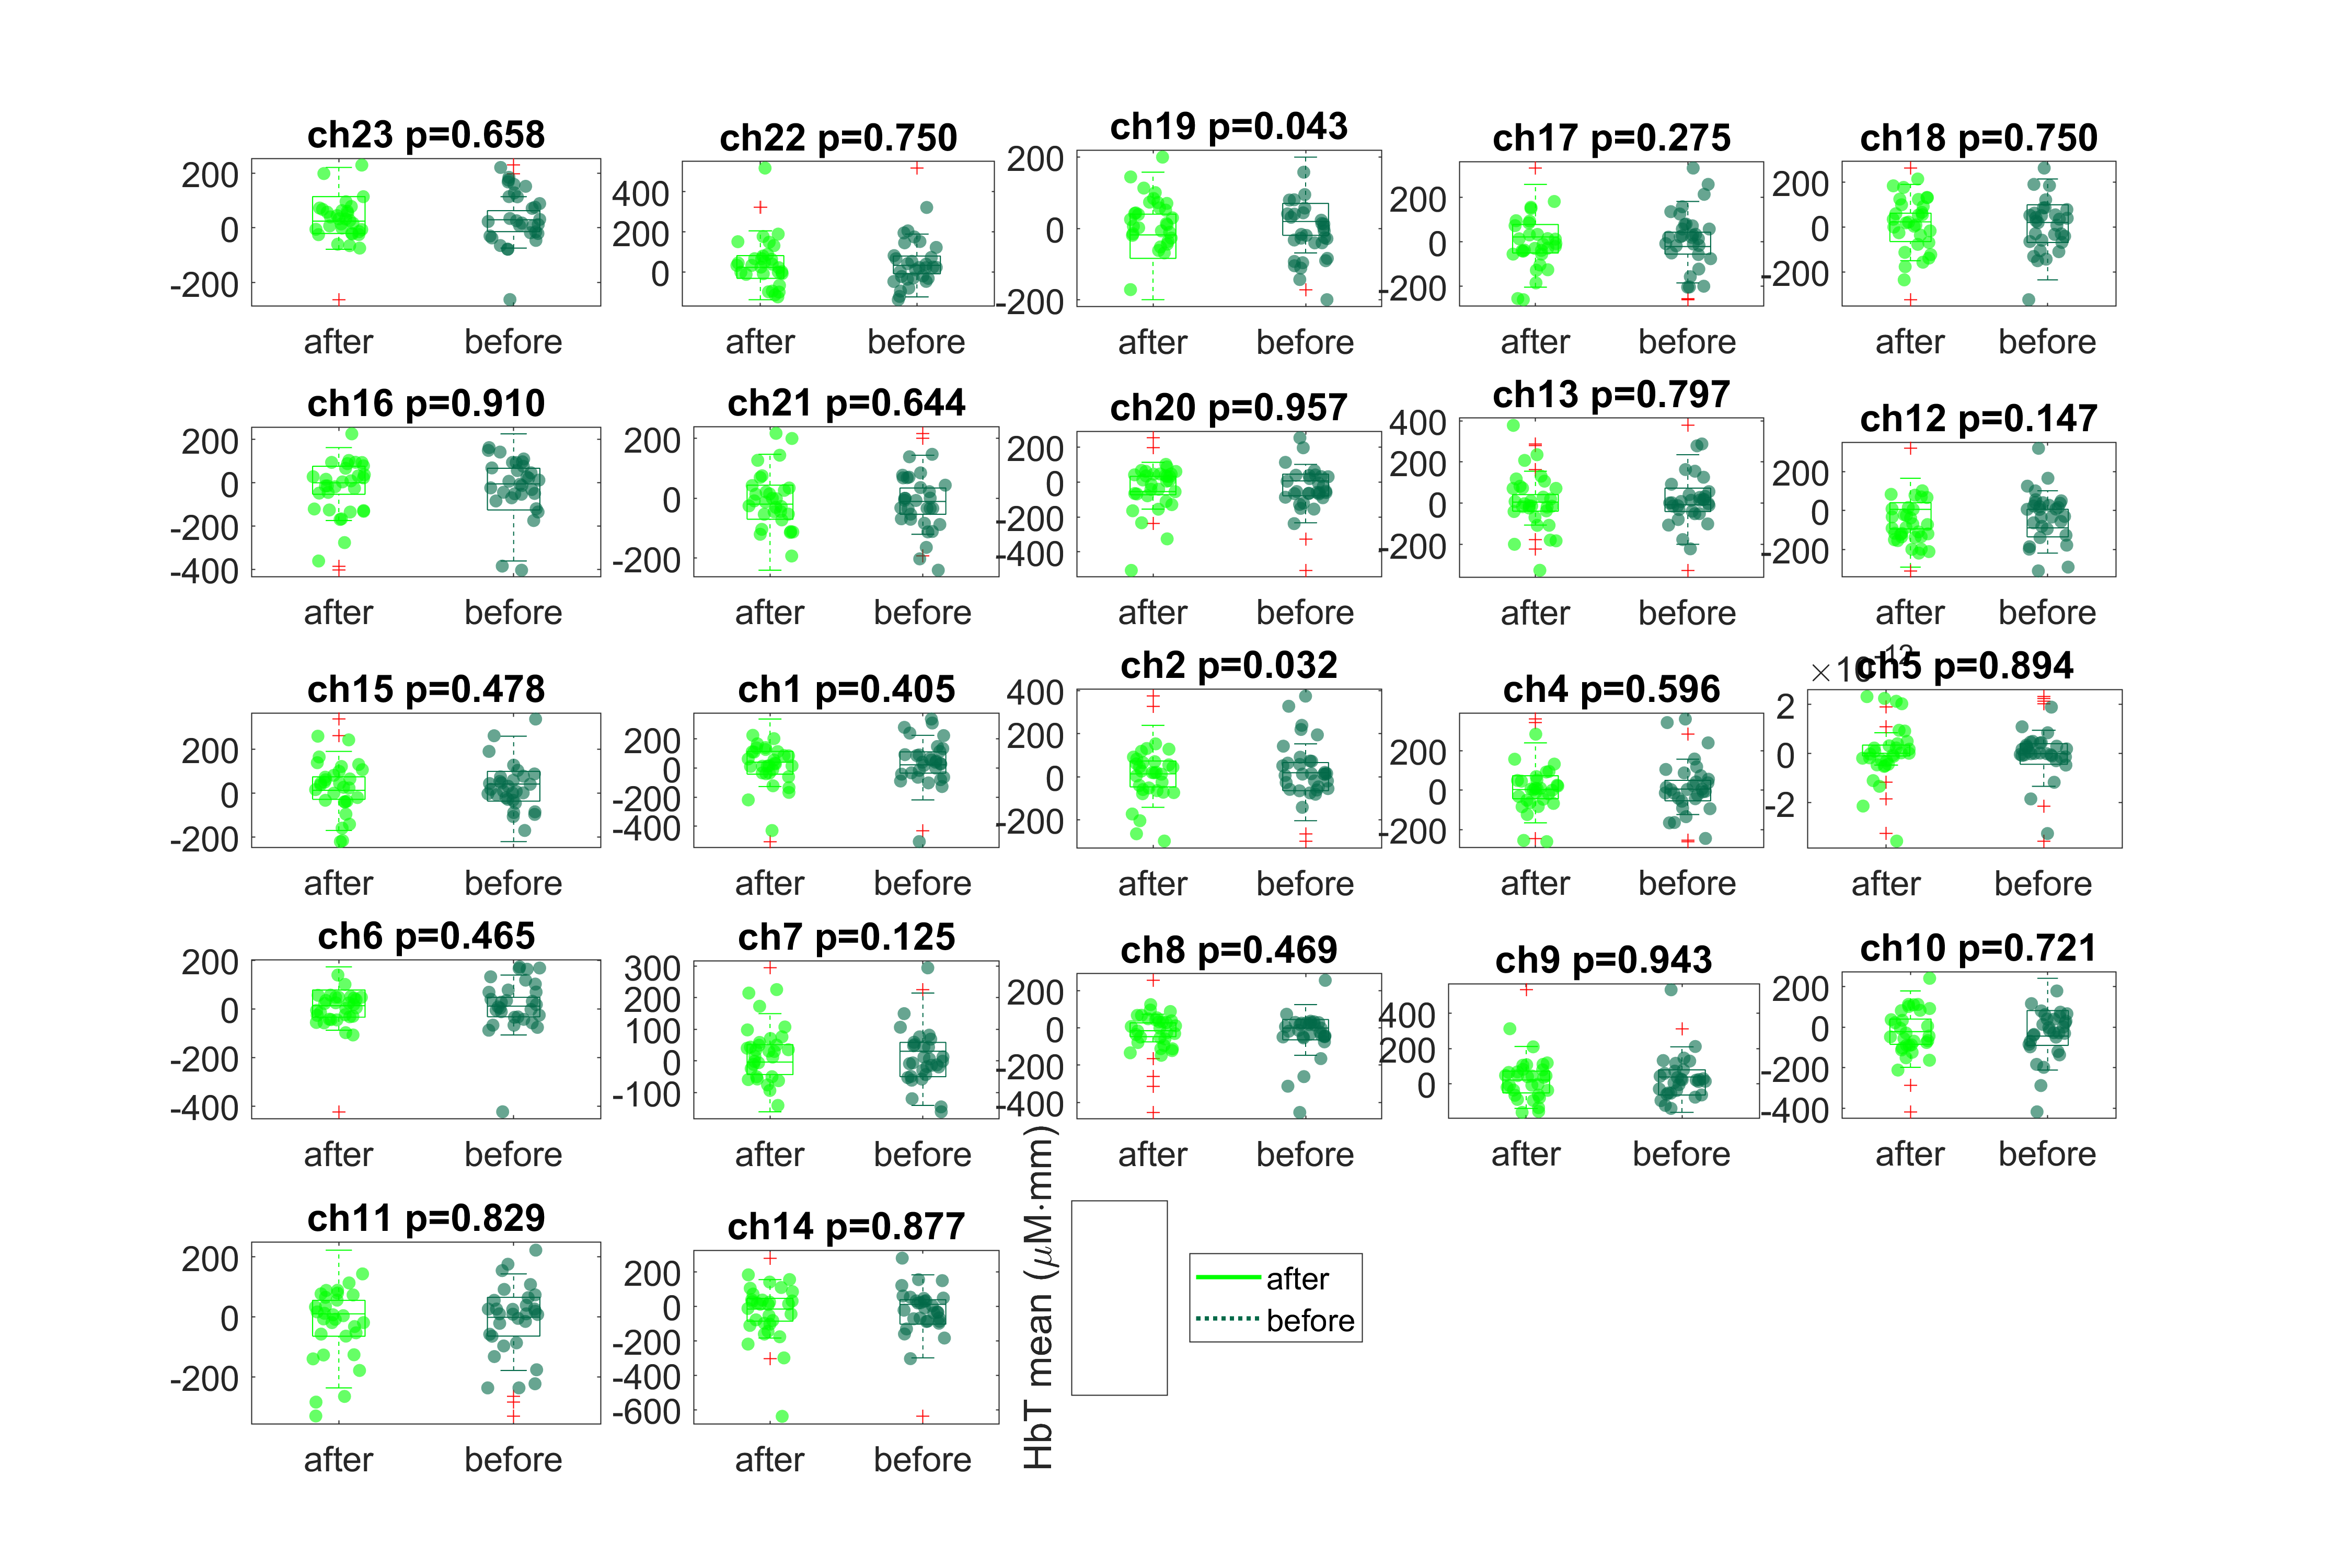 ch23 p=0.658
200
0
-200
after before
ch22 p=0.750
400
200
0
after before
ch19 p=0.043
200
0
-200
after before
ch17 p=0.275
200
0
-200
after before
ch18 p=0.750
200
0
-200
after before
ch16 p=0.910
200
0
-200
-400
after before
ch21 p=0.644
200
0
-200
after before
ch20 p=0.957
200
0
-200
-400
after before
ch13 p=0.797
400
200
0
-200
after before
ch12 p=0.147
200
0
-200
after before
ch15 p=0.478
200
0
-200
after before
ch1 p=0.405
200
0
-200
-400
after before
ch2 p=0.032
400
200
0
-200
after before
ch4 p=0.596
200
0
-200
after before
×10-12
ch5 p=0.894
2
0
-2
after before
ch6 p=0.465
200
0
-200
-400
after before
ch7 p=0.125
300
200
100
0
-100
after before
ch8 p=0.469
200
0
-200
-400
after before
ch9 p=0.943
400
200
0
after before
ch10 p=0.721
200
0
-200
-400
after before
ch11 p=0.829
200
0
-200
after before
ch14 p=0.877
200
0
-200
-400
-600
after before
HbT mean (μM·mm)
after
before